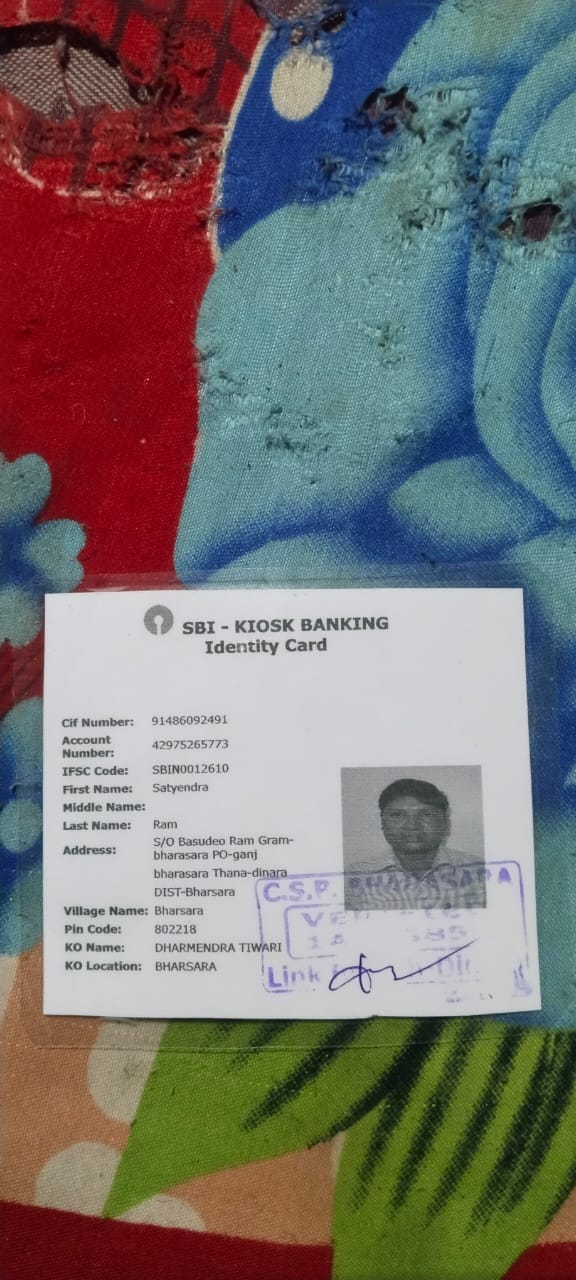 SBI - KIOSK BANKING
Identity Card
Cif Number: 91486092491
Account Number: 42975265773
IFSC Code: SBIN0012610
First Name: Satyendra
Middle Name:
Last Name: Ram
Address: S/O Basudeo Ram Gram-
bharasara PO-ganj
bharasara Thana-dinara
DIST-Bharsara
Village Name: Bharsara
Pin Code: 802218
KO Name: DHARMENDRA TIWARI
KO Location: BHARSARA
C.S.P. BHARASARA
Link